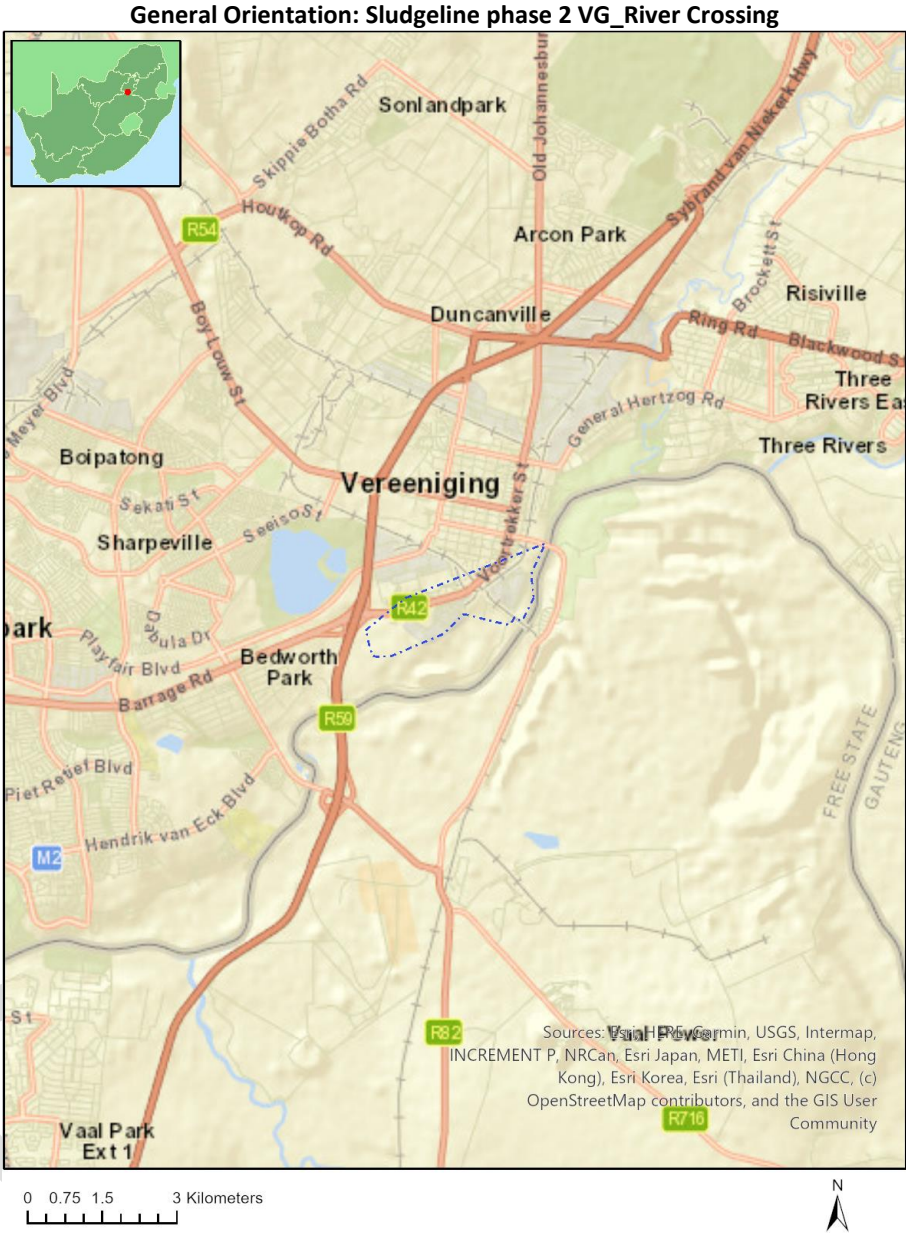 General Orientation: Sludgeline phase 2 VG_River Crossing
Sonlandpark
Skippie Botha Rd
Old Johannesbur
Sybrand van Niekerk Hwy
R54
Houtkop Rd
Arcon Park
Brockett St
Risiville
Duncanville
Ring Rd
Blackwood S
Boy Louw St
Three
Rivers Eas
Meyer Blvd
General Hertzog Rd
Three Rivers
Boipatong
Vereeniging
Sekati St
Seeiso St
Voortrekker St
Sharpeville
R42
Debula Dr
park
Playfair Blvd
Bedworth
Park
Barrage Rd
R59
FREE STATE
GAUTENG
Piet Retief Blvd
Hendrik van Eck Blvd
M2
St
R82
Vaal Power
Sources: Esri, HERE, Garmin, USGS, Intermap,
INCREMENT P, NRCan, Esri Japan, METI, Esri China (Hong
Kong), Esri Korea, Esri (Thailand), NGCC, (c)
OpenStreetMap contributors, and the GIS User
Community
R716
Vaal Park
Ext 1
0 0.75 1.5 3 Kilometers
N